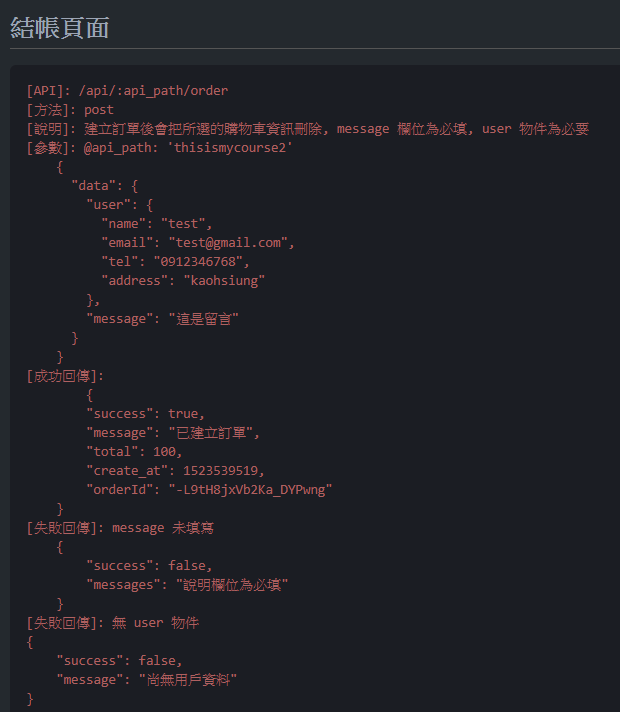 結帳頁面
[API]: /api/:api_path/order
[方法]: post
[說明]: 建立訂單後會把所選的購物車資訊刪除, message 欄位為必填, user 物件為必要
[參數]: @api_path: 'thisismycourse2'
{
"data": {
"user": {
"name": "test",
"email": "test@gmail.com",
"tel": "0912346768",
"address": "kaohsiung"
},
"message": "這是留言"
}
}
[成功回傳]:
{
"success": true,
"message": "已建立訂單",
"total": 100,
"create_at": 1523539519,
"orderId": "-L9tH8jxVb2Ka_DYPwng"
}
[失敗回傳]: message 未填寫
{
"success": false,
"messages": "說明欄位為必填"
}
[失敗回傳]: 無 user 物件
{
"success": false,
"message": "尚無用戶資料"
}